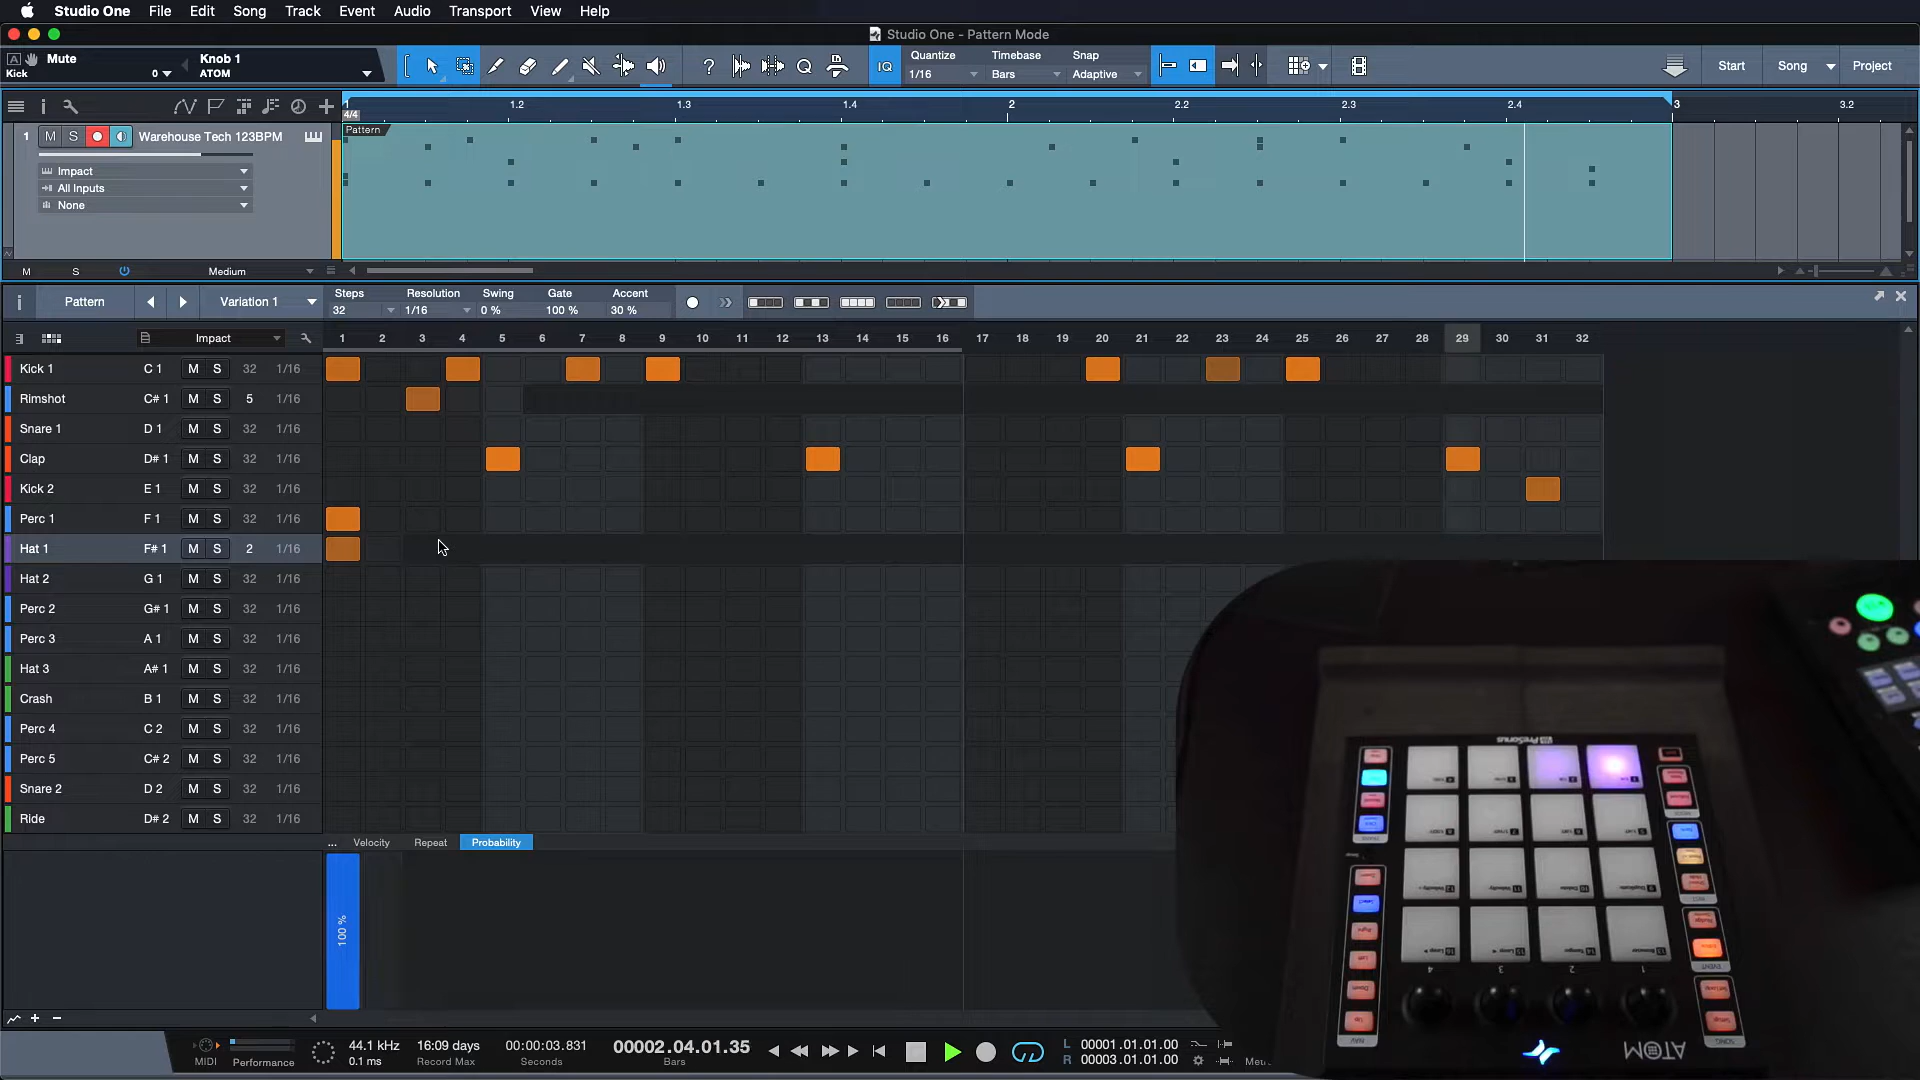 Studio One File Edit Song Track Event Audio Transport View Help
Studio One - Pattern Mode
A Mute Knob 1
Kick 0 ATOM
IQ Quantize Timebase Snap
1/16 Bars Adaptive
Start Song Project
1 1.2 1.3 1.4 2 2.2 2.3 2.4 3 3.2
4/4
Pattern
1 M S Warehouse Tech 123BPM
Impact
All Inputs
None
M S Medium
Pattern Variation 1 Steps Resolution Swing Gate Accent
32 1/16 0 % 100 % 30 %
Impact 1 2 3 4 5 6 7 8 9 10 11 12 13 14 15 16 17 18 19 20 21 22 23 24 25 26 27 28 29 30 31 32
Kick 1 C 1 M S 32 1/16
Rimshot C# 1 M S 5 1/16
Snare 1 D 1 M S 32 1/16
Clap D# 1 M S 32 1/16
Kick 2 E 1 M S 32 1/16
Perc 1 F 1 M S 32 1/16
Hat 1 F# 1 M S 2 1/16
Hat 2 G 1 M S 32 1/16
Perc 2 G# 1 M S 32 1/16
Perc 3 A 1 M S 32 1/16
Hat 3 A# 1 M S 32 1/16
Crash B 1 M S 32 1/16
Perc 4 C 2 M S 32 1/16
Perc 5 C# 2 M S 32 1/16
Snare 2 D 2 M S 32 1/16
Ride D# 2 M S 32 1/16
... Velocity Repeat Probability
100 %
MIDI Performance
44.1 kHz 16:09 days 00:00:03.831 00002.04.01.35
0.1 ms Record Max Seconds Bars
L 00001.01.01.00
R 00003.01.01.00
PreSonus
4 3 2 1
ATOM